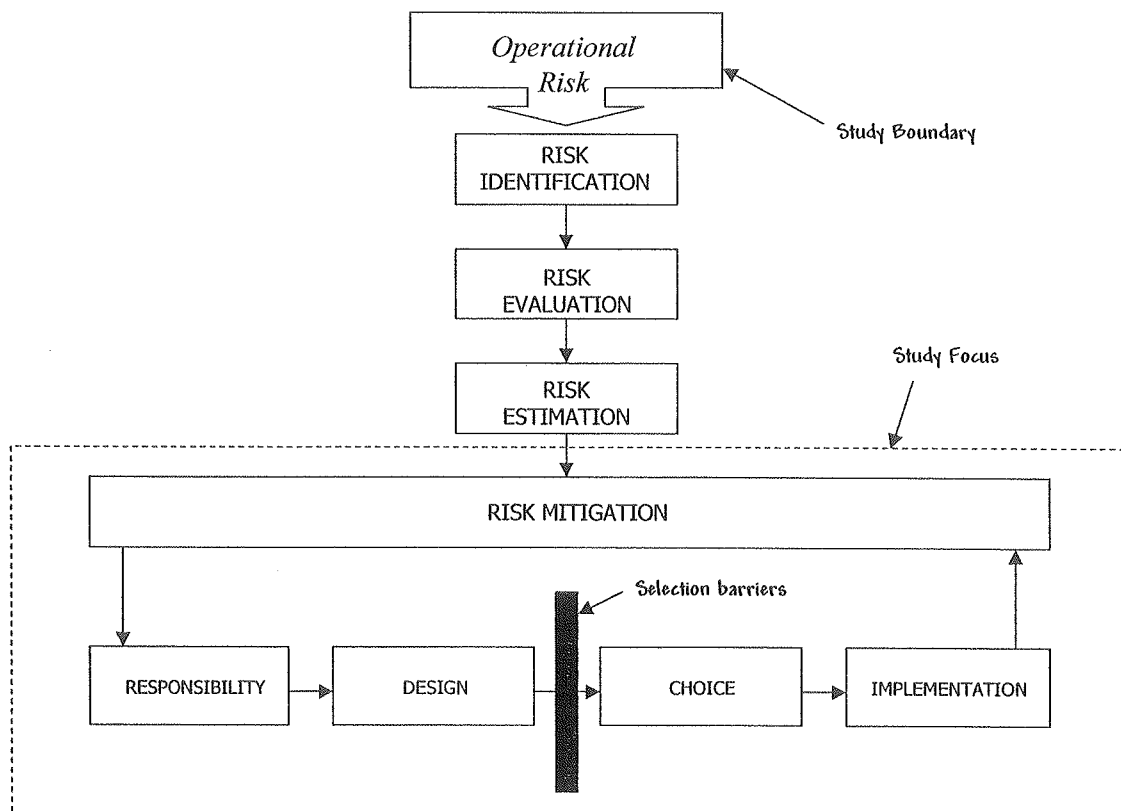 Operational
Risk
Study Boundary
RISK
IDENTIFICATION
RISK
EVALUATION
Study Focus
RISK
ESTIMATION
RISK MITIGATION
Selection barriers
RESPONSIBILITY
DESIGN
CHOICE
IMPLEMENTATION